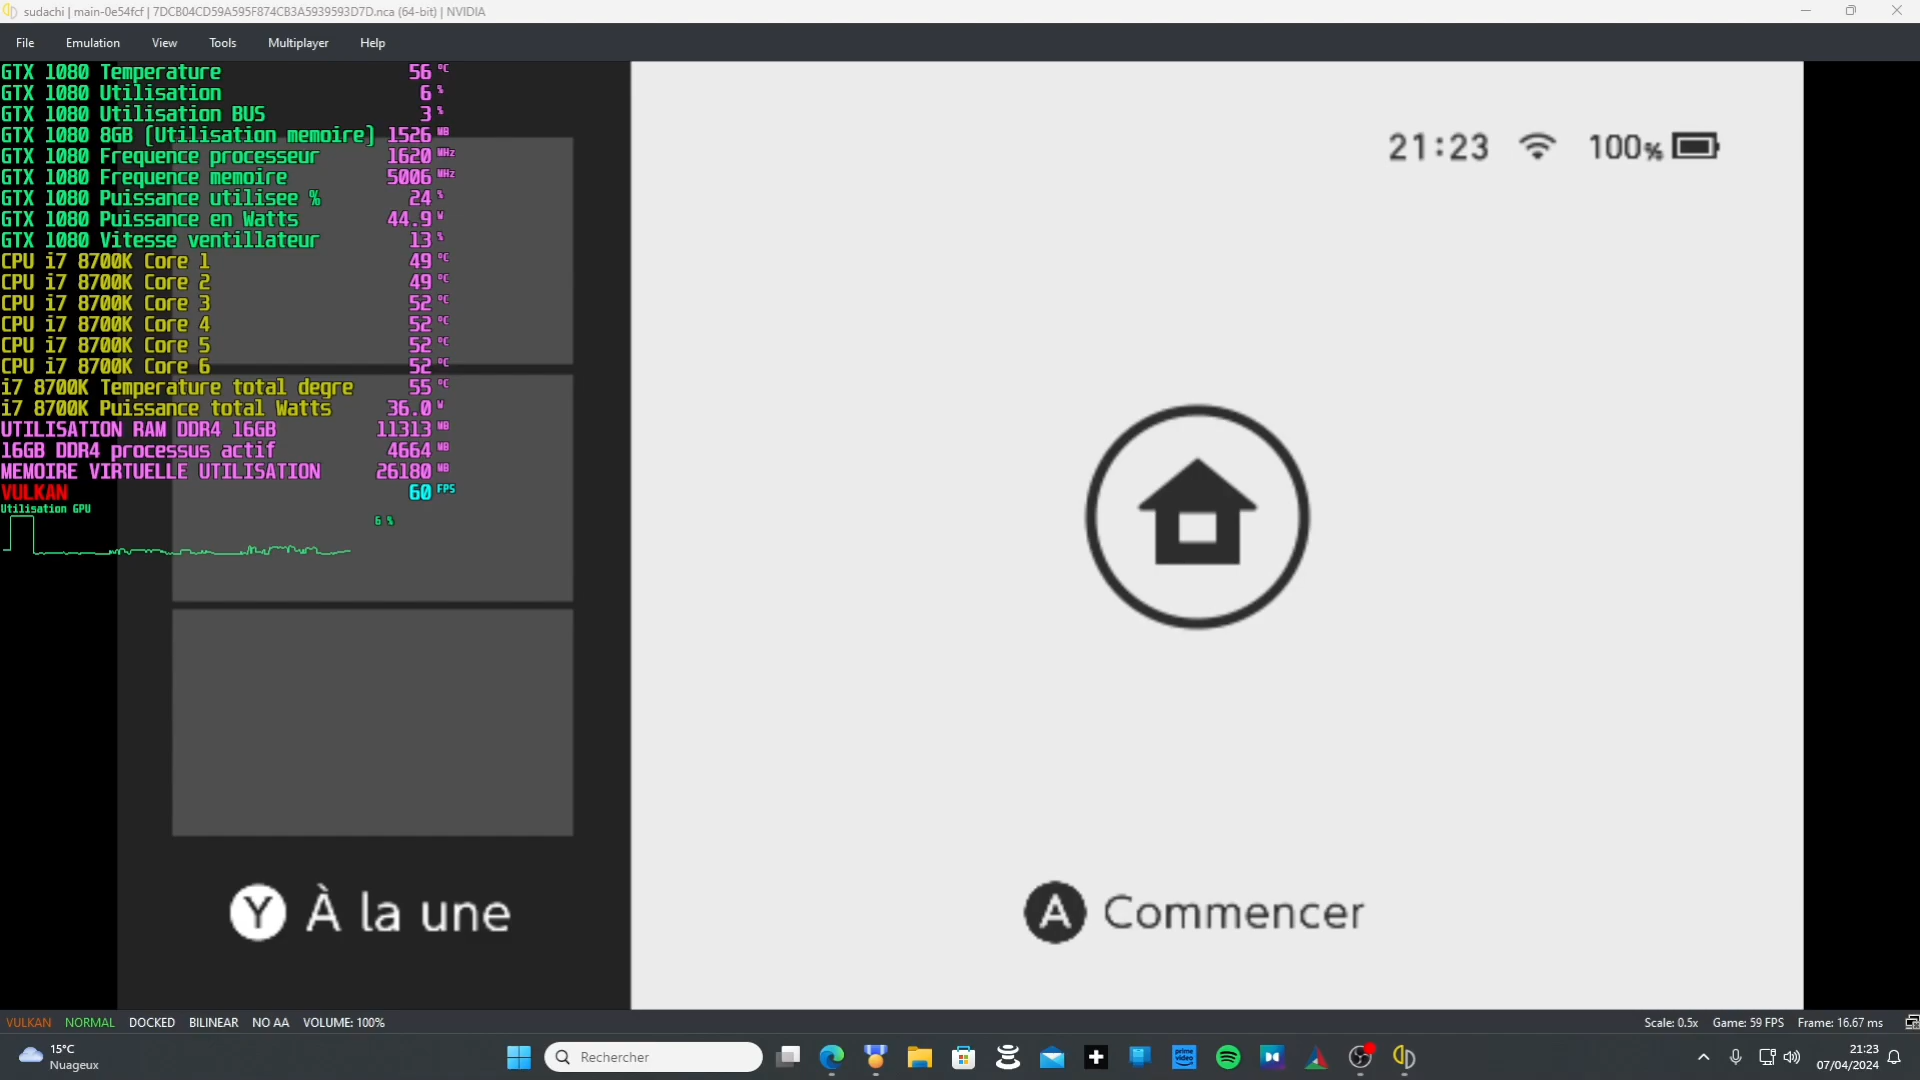 sudachi | main-0e54fcf | 7DCB04CD59A595F874CB3A5939593D7D.nca (64-bit) | NVIDIA
File Emulation View Tools Multiplayer Help
GTX 1080 Temperature 56 °C
GTX 1080 Utilisation 6 %
GTX 1080 Utilisation BUS 3 %
GTX 1080 8GB (Utilisation memoire) 1526 MB
GTX 1080 Frequence processeur 1620 MHz
GTX 1080 Frequence memoire 5006 MHz
GTX 1080 Puissance utilisee % 24 %
GTX 1080 Puissance en Watts 44.9 W
GTX 1080 Vitesse ventillateur 13 %
CPU i7 8700K Core 1 49 °C
CPU i7 8700K Core 2 49 °C
CPU i7 8700K Core 3 52 °C
CPU i7 8700K Core 4 52 °C
CPU i7 8700K Core 5 52 °C
CPU i7 8700K Core 6 52 °C
i7 8700K Temperature total degre 55 °C
i7 8700K Puissance total Watts 36.0 W
UTILISATION RAM DDR4 16GB 11313 MB
16GB DDR4 processus actif 4664 MB
MEMOIRE VIRTUELLE UTILISATION 26180 MB
VULKAN 60 FPS
Utilisation GPU
6 %
21:23 100%
Y À la une
A Commencer
VULKAN NORMAL DOCKED BILINEAR NO AA VOLUME: 100% Scale: 0.5x Game: 59 FPS Frame: 16.67 ms
15°C
Nuageux
Rechercher
prime video
21:23
07/04/2024